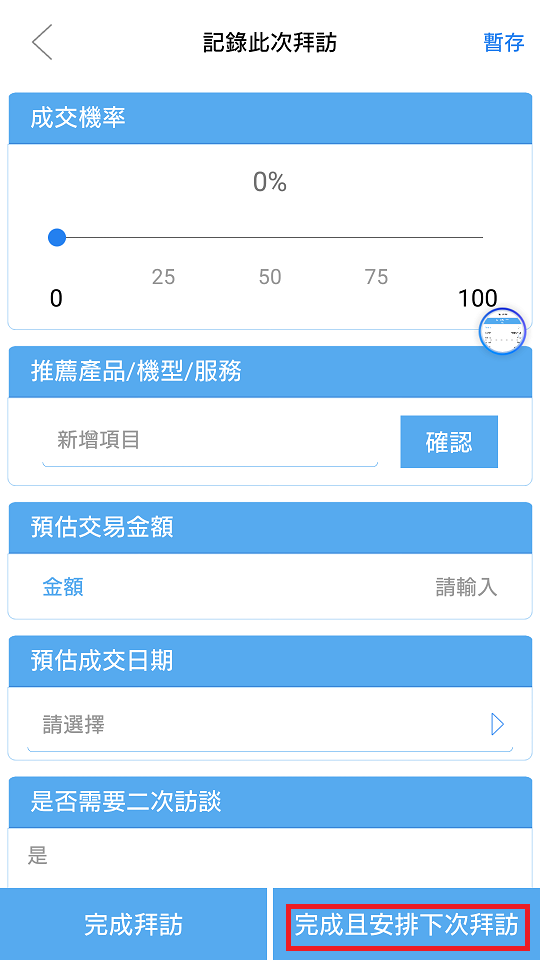 記錄此次拜訪
暫存
成交機率
0%
25 50 75
0 100
推薦產品/機型/服務
新增項目
確認
預估交易金額
金額 請輸入
預估成交日期
請選擇
是否需要二次訪談
是
完成拜訪
完成且安排下次拜訪